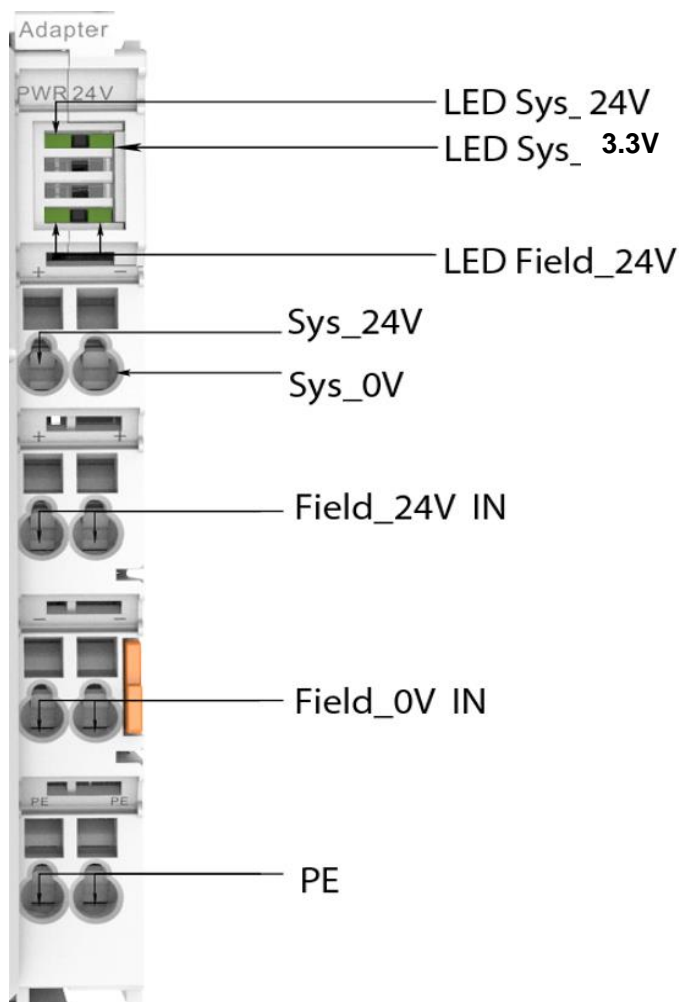 Adapter
PWR 24V
LED Sys_ 24V
LED Sys_ 3.3V
LED Field_24V
+ −
Sys_24V
Sys_0V
+ +
Field_24V IN
− −
Field_0V IN
PE PE
PE